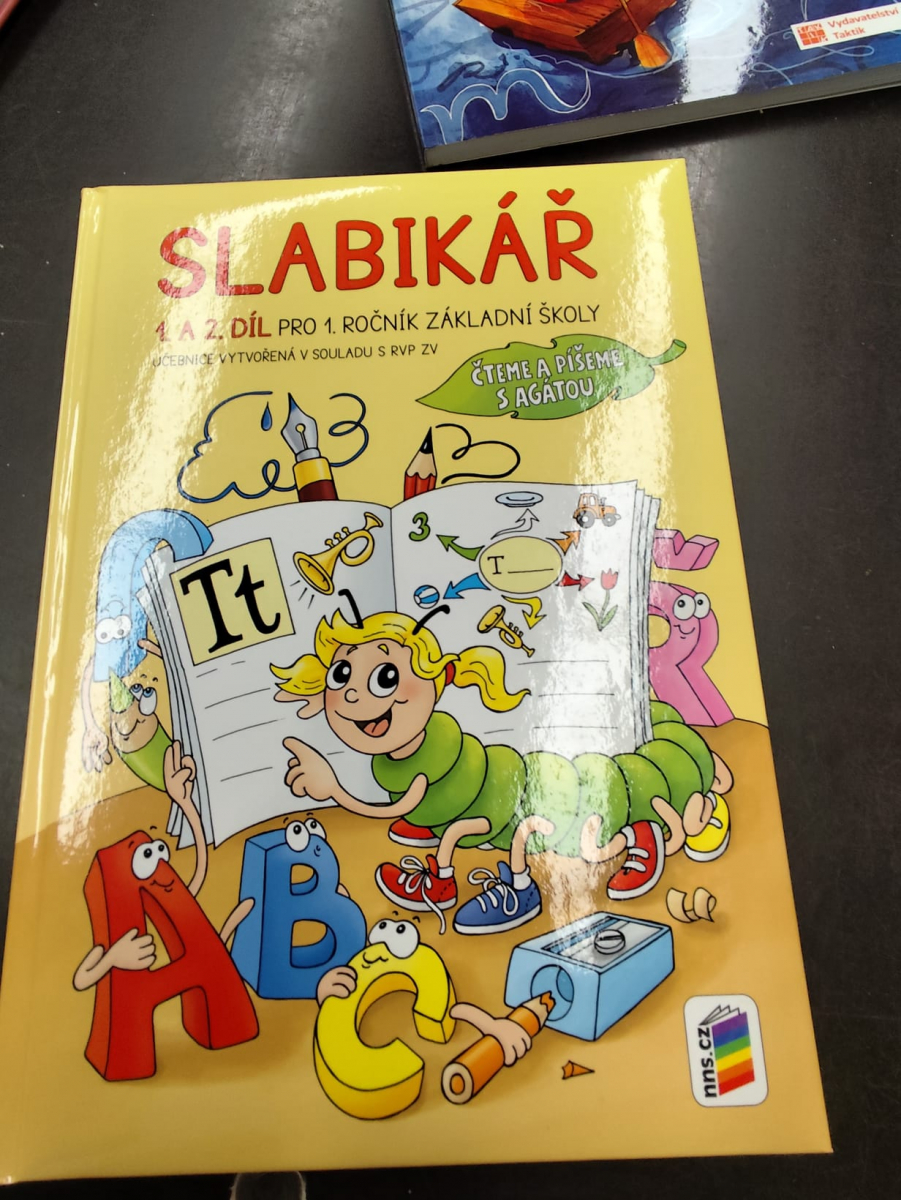 Vydavatelství
Taktik
SLABIKÁŘ
1. A 2. DÍL PRO 1. ROČNÍK ZÁKLADNÍ ŠKOLY
UČEBNICE VYTVOŘENÁ V SOULADU S RVP ZV
ČTEME A PÍŠEME
S AGÁTOU
Tt
3
T
A
B
C
Ř
nns.cz